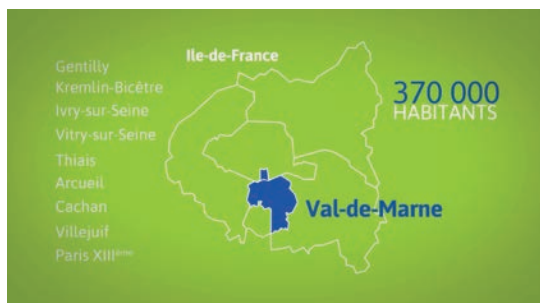 Ile-de-France
Gentilly
Kremlin-Bicêtre
Ivry-sur-Seine
Vitry-sur-Seine
Thiais
Arcueil
Cachan
Villejuif
Paris XIIIème
370 000
HABITANTS
Val-de-Marne